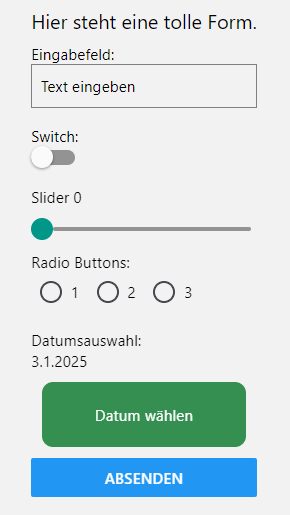 Hier steht eine tolle Form.
Eingabefeld:
Text eingeben
Switch:
Slider 0
Radio Buttons:
1 2 3
Datumsauswahl:
3.1.2025
Datum wählen
ABSENDEN